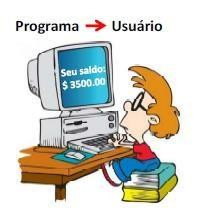 Programa → Usuário
Seu saldo:
$ 3500.00